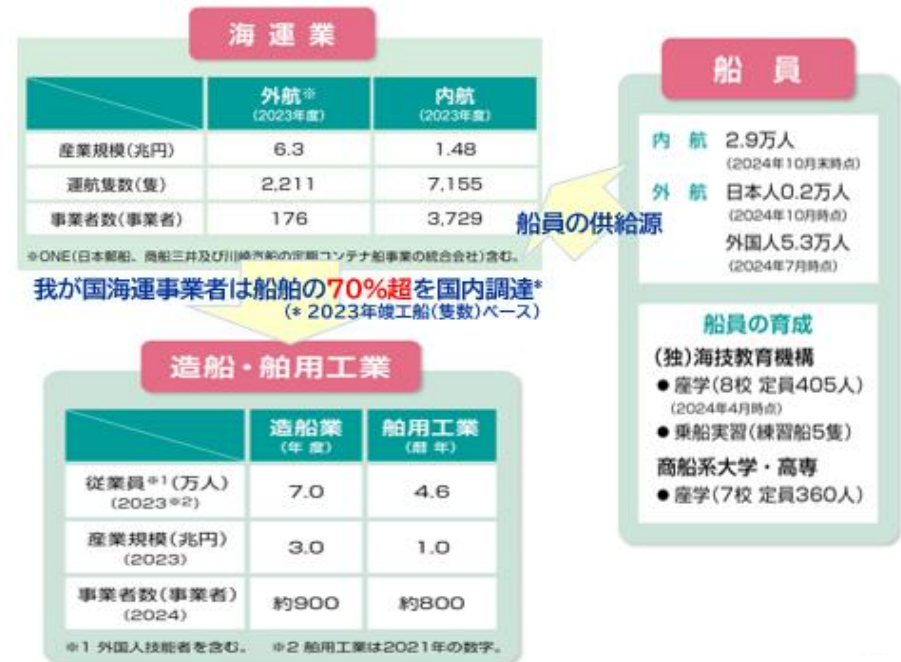 海運業
外航※ 内航
(2023年度) (2023年度)
産業規模(兆円) 6.3 1.48
運航隻数(隻) 2,211 7,155
事業者数(事業者) 176 3,729
※ONE(日本郵船、商船三井及び川崎汽船の定期コンテナ船事業の統合会社)含む。
我が国海運事業者は船舶の70%超を国内調達*
(* 2023年竣工船(隻数)ベース)
船員の供給源
造船・舶用工業
造船業 舶用工業
(年度) (暦年)
従業員※1(万人) 7.0 4.6
(2023※2)
産業規模(兆円) 3.0 1.0
(2023)
事業者数(事業者) 約900 約800
(2024)
※1 外国人技能者を含む。 ※2 舶用工業は2021年の数字。
船員
内航 2.9万人
(2024年10月末時点)
外航 日本人0.2万人
(2024年10月時点)
外国人5.3万人
(2024年7月時点)
船員の育成
(独)海技教育機構
●座学(8校 定員405人)
(2024年4月時点)
●乗船実習(練習船5隻)
商船系大学・高専
●座学(7校 定員360人)